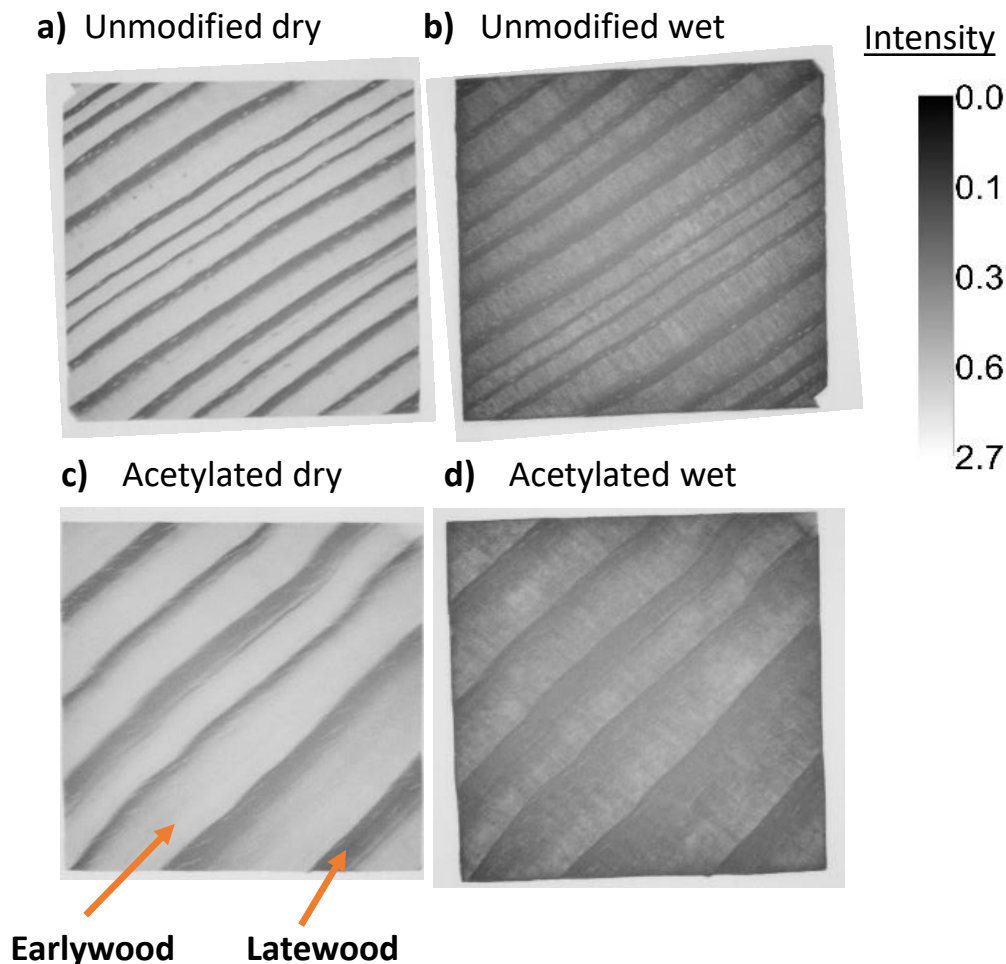 a) Unmodified dry
b) Unmodified wet
Intensity
0.0
0.1
0.3
0.6
2.7
c) Acetylated dry
d) Acetylated wet
Earlywood
Latewood